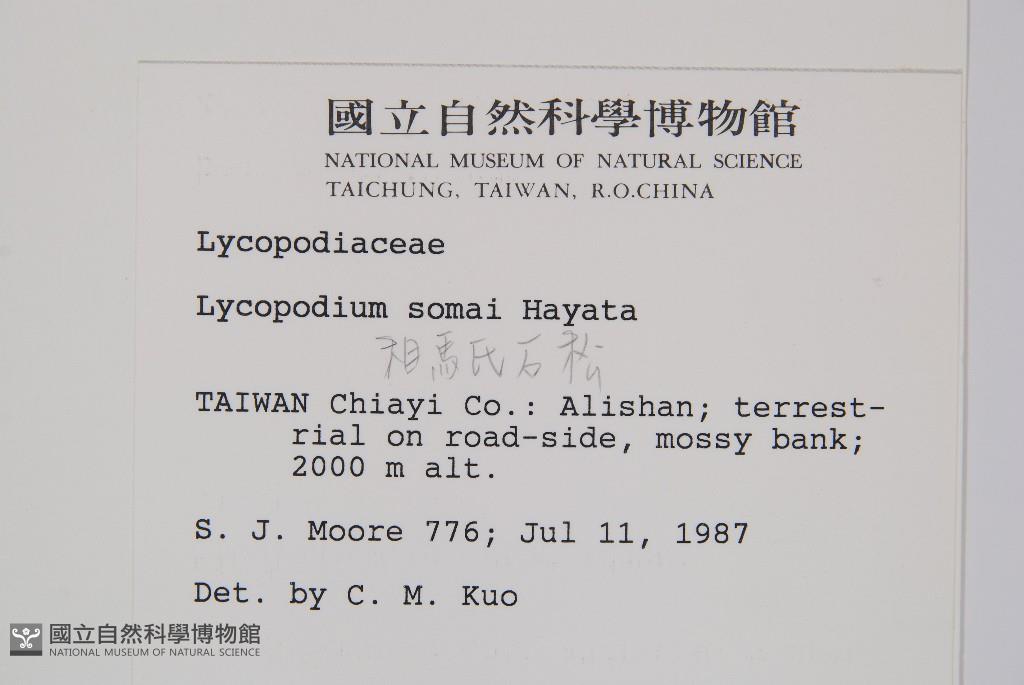 國立自然科學博物館
NATIONAL MUSEUM OF NATURAL SCIENCE
TAICHUNG, TAIWAN, R.O.CHINA
Lycopodiaceae
Lycopodium somai Hayata
相馬氏石松
TAIWAN Chiayi Co.: Alishan; terrest-
rial on road-side, mossy bank;
2000 m alt.
S. J. Moore 776; Jul 11, 1987
Det. by C. M. Kuo
國立自然科學博物館
NATIONAL MUSEUM OF NATURAL SCIENCE